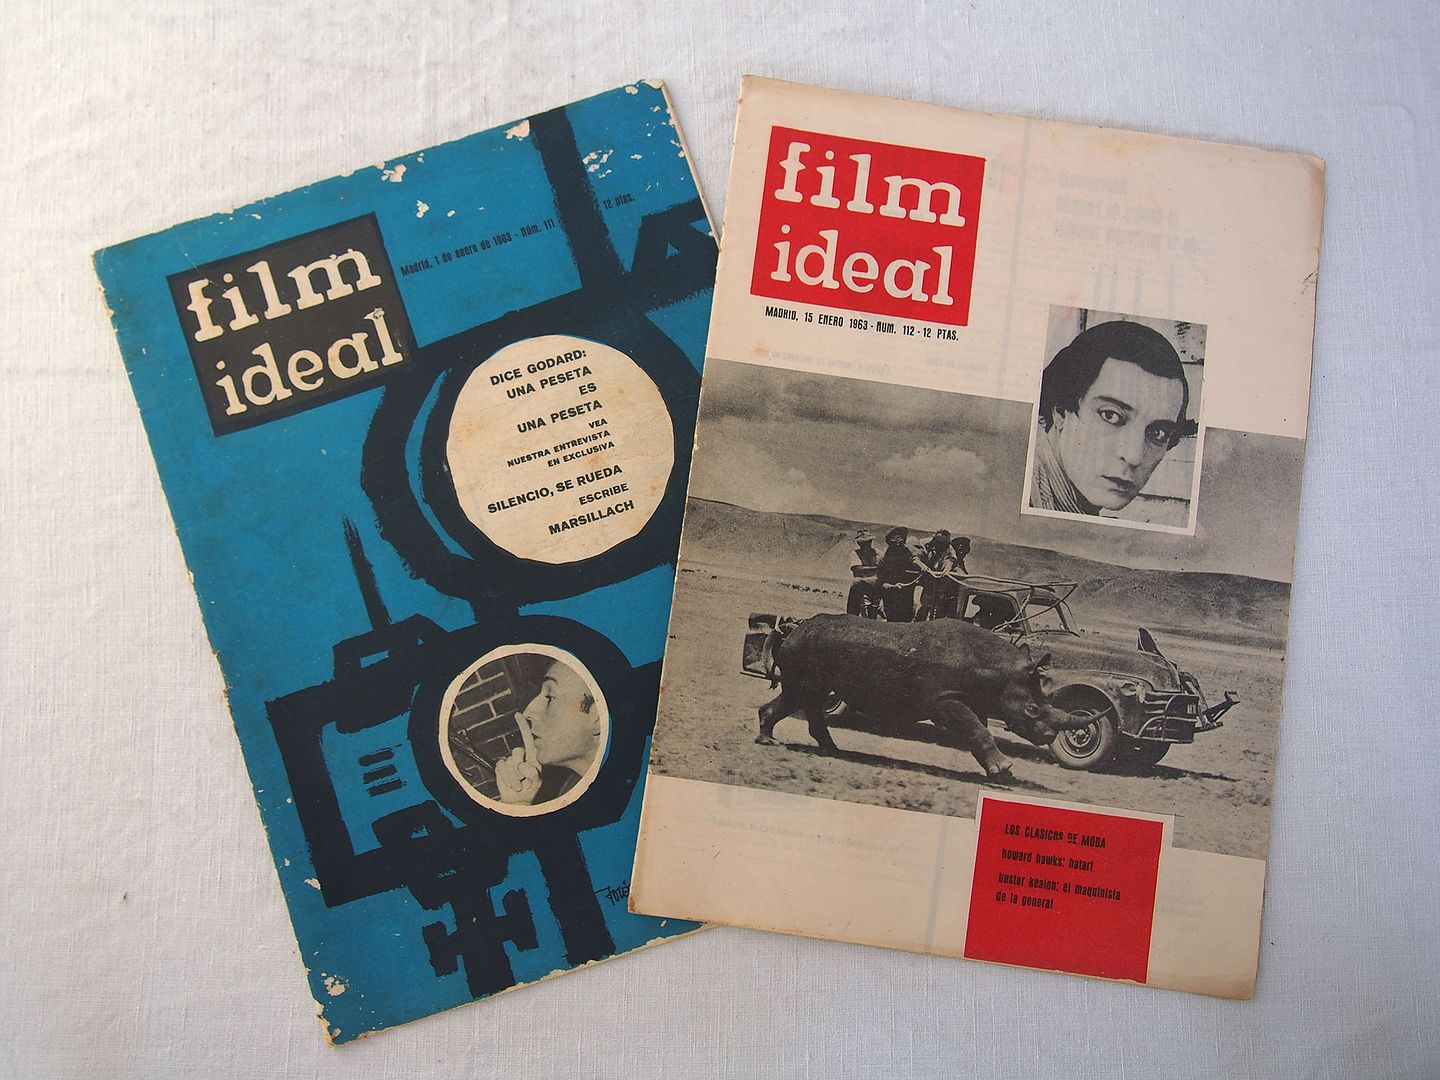 film
ideal
Madrid, 1 de enero de 1963 - Núm. 111
12 ptas.
DICE GODARD:
UNA PESETA
ES
UNA PESETA
VEA
NUESTRA ENTREVISTA
EN EXCLUSIVA
SILENCIO, SE RUEDA
ESCRIBE
MARSILLACH
film
ideal
MADRID, 15 ENERO 1963 - NUM. 112 - 12 PTAS.
LOS CLASICOS DE MODA
howard hawks: hatari
buster keaton: el maquinista
de la general